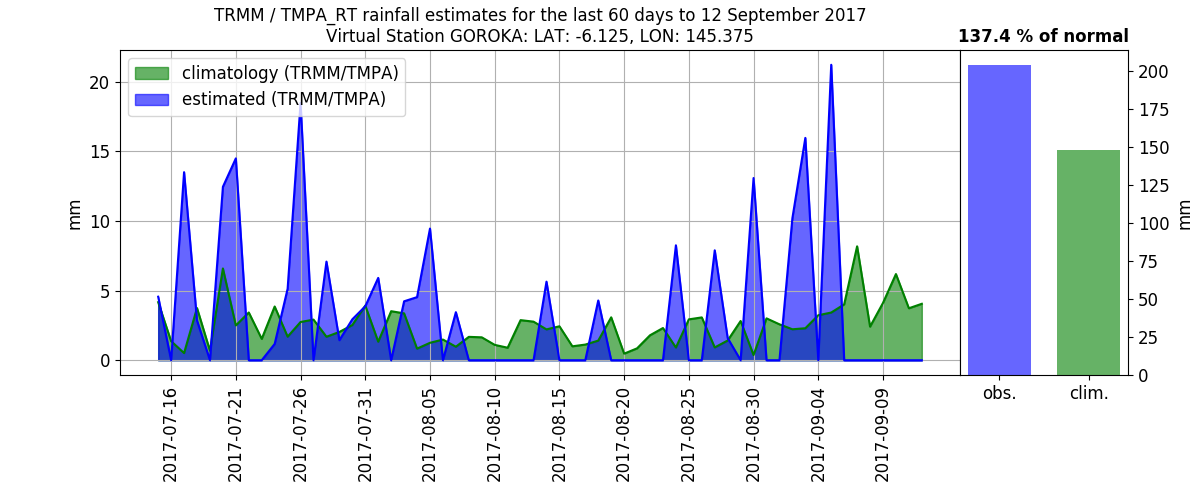 TRMM / TMPA_RT rainfall estimates for the last 60 days to 12 September 2017
Virtual Station GOROKA: LAT: -6.125, LON: 145.375
137.4 % of normal
climatology (TRMM/TMPA)
estimated (TRMM/TMPA)
20
15
10
5
0
mm
2017-07-16
2017-07-21
2017-07-26
2017-07-31
2017-08-05
2017-08-10
2017-08-15
2017-08-20
2017-08-25
2017-08-30
2017-09-04
2017-09-09
200
175
150
125
100
75
50
25
0
mm
obs.
clim.